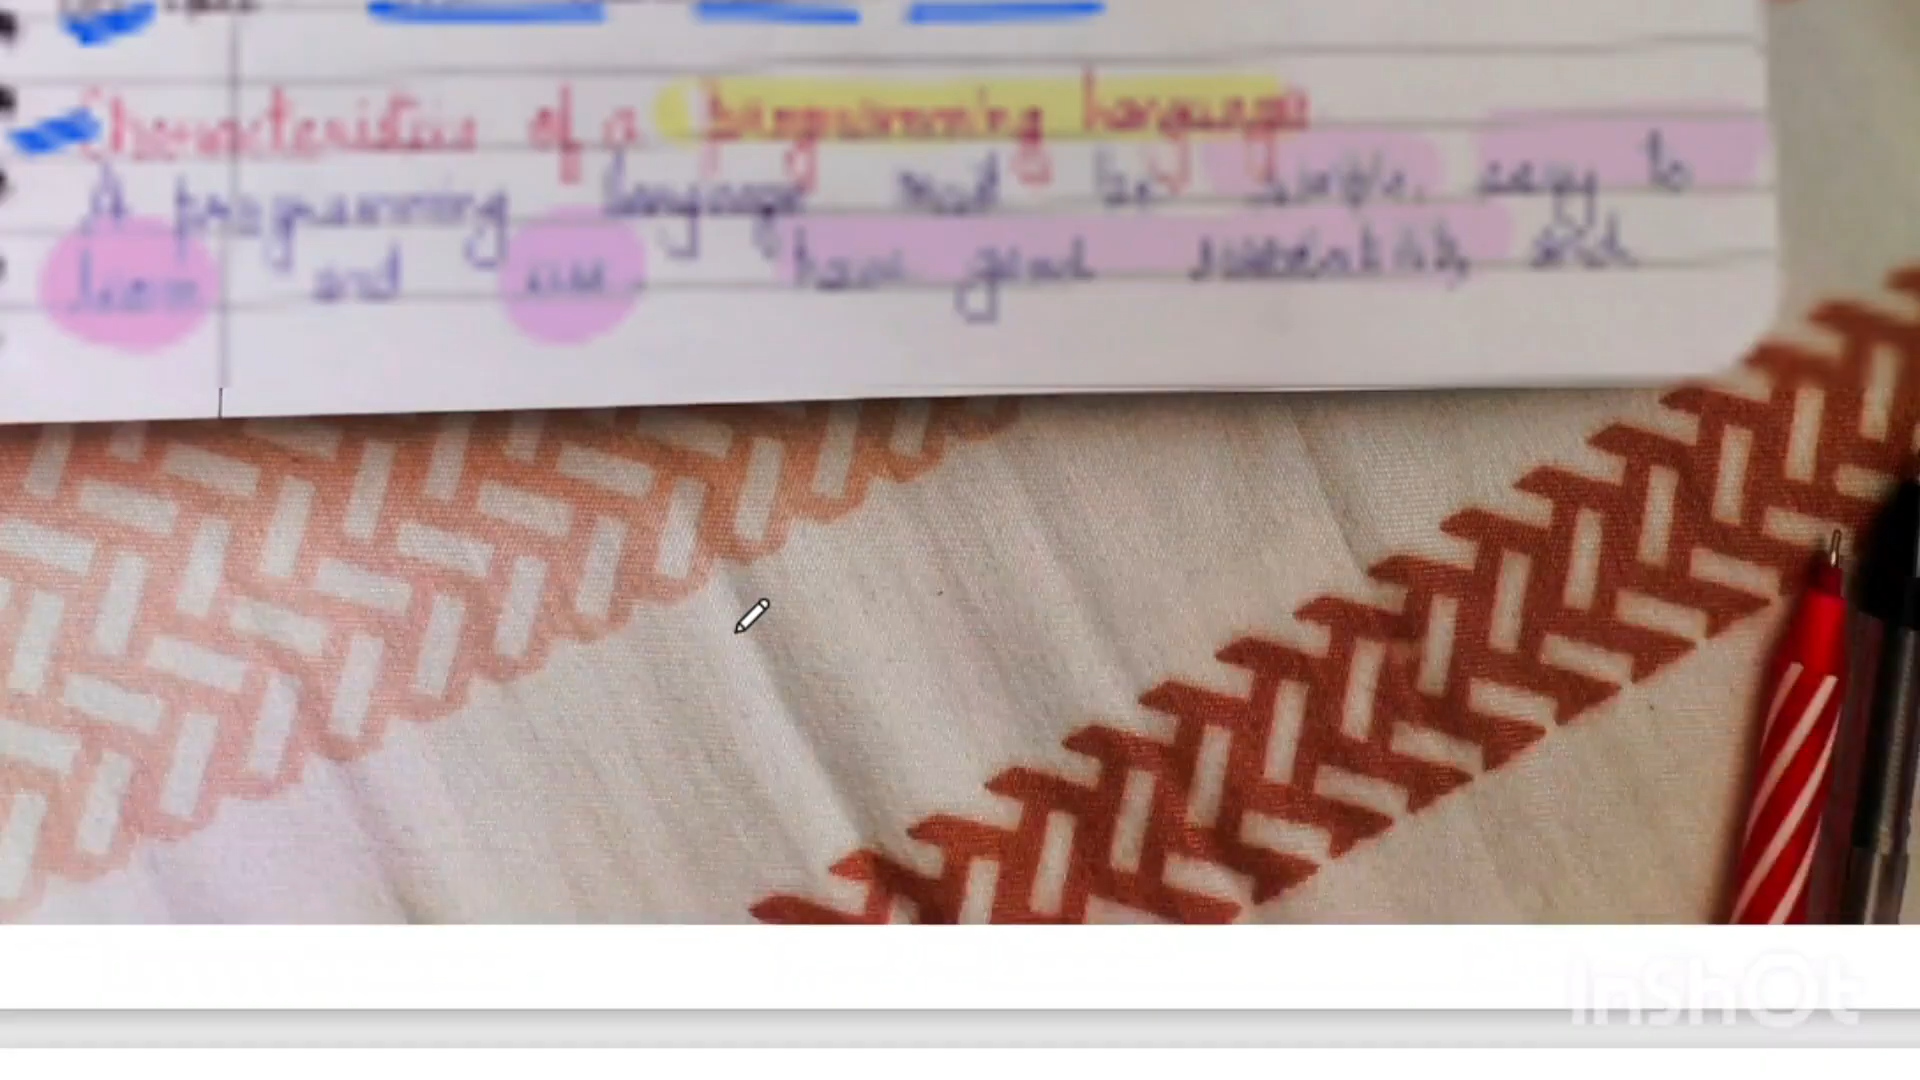 Characteristics of a programming language
A programming language must be simple, easy to
learn and use. have good readability and
InShOt